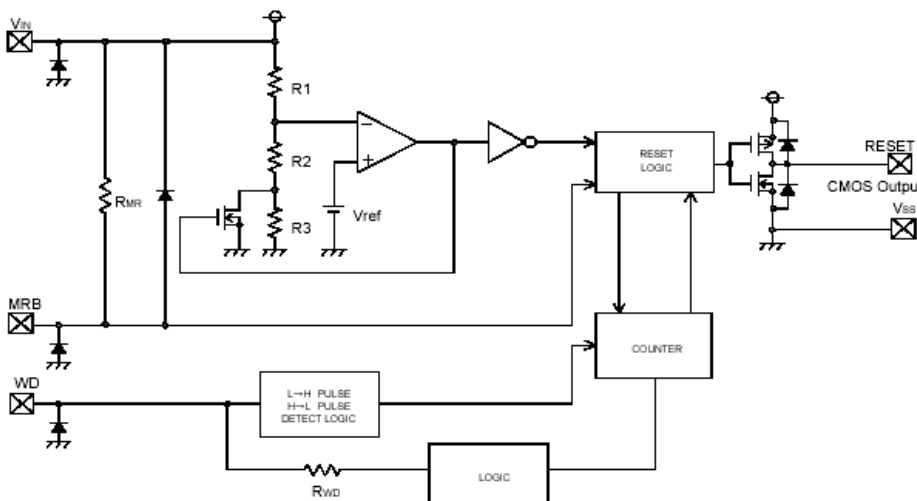 VIN
R1
R2
R3
RMR
Vref
RESET
LOGIC
RESET
CMOS Outpu
VSS
MRB
COUNTER
WD
L→H PULSE
H→L PULSE
DETECT LOGIC
RWD
LOGIC